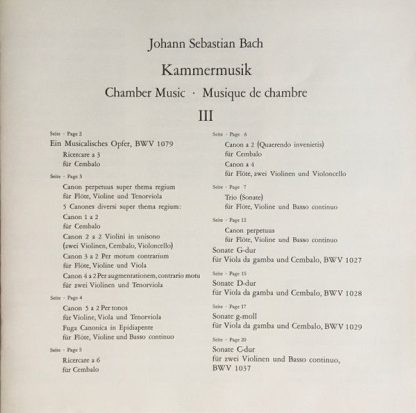 Johann Sebastian Bach
Kammermusik
Chamber Music · Musique de chambre
III
Seite · Page 2
Ein Musicalisches Opfer, BWV 1079
Ricercare a 3
für Cembalo
Seite · Page 3
Canon perpetuus super thema regium
für Flöte, Violine und Tenorviola
5 Canones diversi super thema regium:
Canon 1 a 2
für Cembalo
Canon 2 a 2 Violini in unisono
(zwei Violinen, Cembalo, Violoncello)
Canon 3 a 2 Per motum contrarium
für Flöte, Violine und Viola
Canon 4 a 2 Per augmentationem, contrario motu
für zwei Violinen und Tenorviola
Seite · Page 4
Canon 5 a 2 Per tonos
für Violine, Viola und Tenorviola
Fuga Canonica in Epidiapente
für Flöte, Violine und Basso continuo
Seite · Page 5
Ricercare a 6
für Cembalo
Seite · Page 6
Canon a 2 (Quaerendo invenietis)
für Cembalo
Canon a 4
für Flöte, zwei Violinen und Violoncello
Seite · Page 7
Trio (Sonate)
für Flöte, Violine und Basso continuo
Seite · Page 12
Canon perpetuus
für Flöte, Violine und Basso continuo
Sonate G-dur
für Viola da gamba und Cembalo, BWV 1027
Seite · Page 15
Sonate D-dur
für Viola da gamba und Cembalo, BWV 1028
Seite · Page 17
Sonate g-moll
für Viola da gamba und Cembalo, BWV 1029
Seite · Page 20
Sonate C-dur
für zwei Violinen und Basso continuo,
BWV 1037